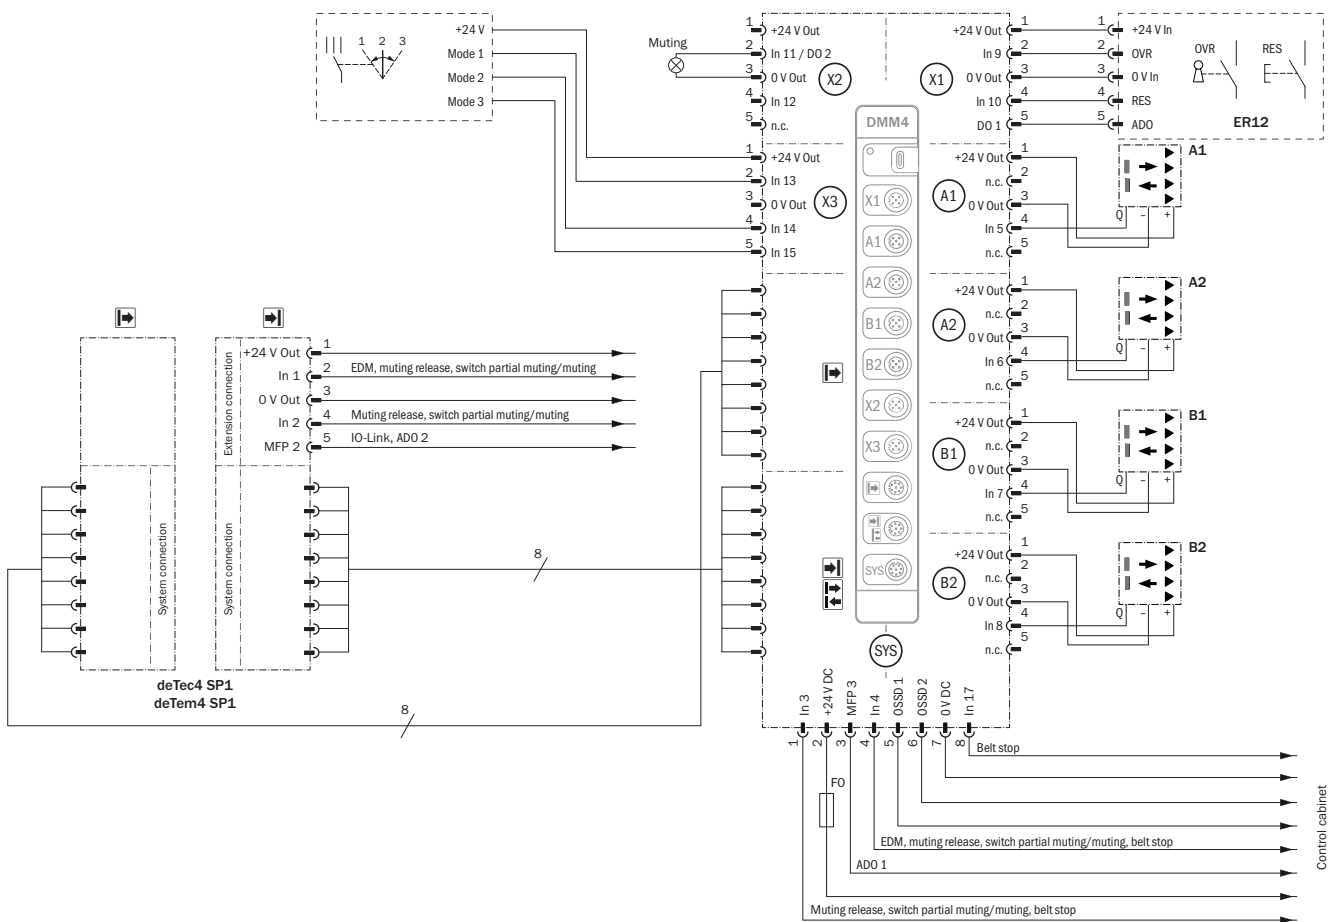 1 2 3
+24 V
Mode 1
Mode 2
Mode 3
Muting
1 +24 V Out
2 In 11 / DO 2
3 0 V Out
4 In 12
5 n.c.
X2
1 +24 V Out
2 In 13
3 0 V Out
4 In 14
5 In 15
X3
DMM4
X1
A1
A2
B1
B2
X2
X3
SYS
SYS
X1
+24 V Out 1
In 9 2
0 V Out 3
In 10 4
DO 1 5
1 +24 V In
2 OVR
3 0 V In
4 RES
5 ADO
OVR RES
ER12
A1
+24 V Out 1
n.c. 2
0 V Out 3
In 5 4
n.c. 5
A1
Q – +
A2
+24 V Out 1
n.c. 2
0 V Out 3
In 6 4
n.c. 5
A2
Q – +
B1
+24 V Out 1
n.c. 2
0 V Out 3
In 7 4
n.c. 5
B1
Q – +
B2
+24 V Out 1
n.c. 2
0 V Out 3
In 8 4
n.c. 5
B2
Q – +
Extension connection
+24 V Out 1
In 1 2 EDM, muting release, switch partial muting/muting
0 V Out 3
In 2 4 Muting release, switch partial muting/muting
MFP 2 5 IO-Link, ADO 2
System connection
System connection
deTec4 SP1
deTem4 SP1
8
8
In 3
+24 V DC
MFP 3
In 4
OSSD 1
OSSD 2
0 V DC
In 17
1 2 3 4 5 6 7 8
Belt stop
F0
EDM, muting release, switch partial muting/muting, belt stop
ADO 1
Muting release, switch partial muting/muting, belt stop
Control cabinet